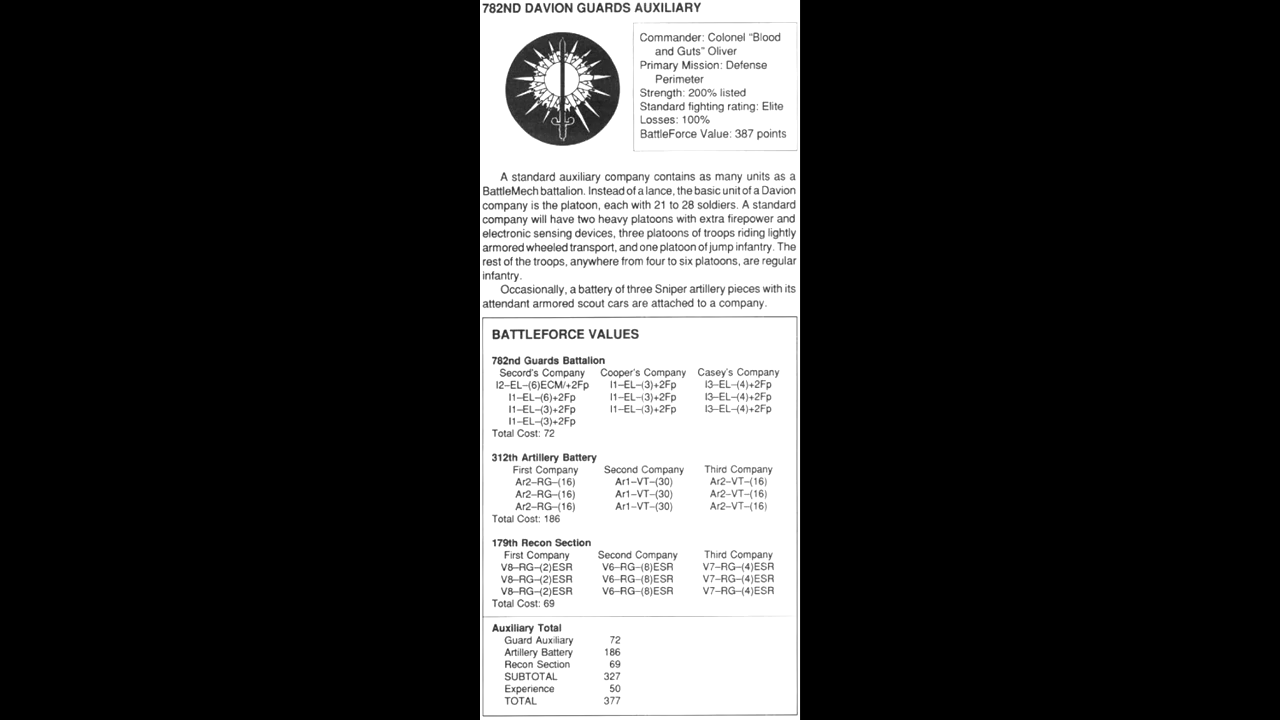 782ND DAVION GUARDS AUXILIARY
Commander: Colonel "Blood
and Guts" Oliver
Primary Mission: Defense
Perimeter
Strength: 200% listed
Standard fighting rating: Elite
Losses: 100%
BattleForce Value: 387 points
A standard auxiliary company contains as many units as a
BattleMech battalion. Instead of a lance, the basic unit of a Davion
company is the platoon, each with 21 to 28 soldiers. A standard
company will have two heavy platoons with extra firepower and
electronic sensing devices, three platoons of troops riding lightly
armored wheeled transport, and one platoon of jump infantry. The
rest of the troops, anywhere from four to six platoons, are regular
infantry.
Occasionally, a battery of three Sniper artillery pieces with its
attendant armored scout cars are attached to a company.
BATTLEFORCE VALUES
782nd Guards Battalion
Secord's Company Cooper's Company Casey's Company
I2–EL–(6)ECM/+2Fp I1–EL–(3)+2Fp I3–EL–(4)+2Fp
I1–EL–(6)+2Fp I1–EL–(3)+2Fp I3–EL–(4)+2Fp
I1–EL–(3)+2Fp I1–EL–(3)+2Fp I3–EL–(4)+2Fp
I1–EL–(3)+2Fp
Total Cost: 72
312th Artillery Battery
First Company Second Company Third Company
Ar2–RG–(16) Ar1–VT–(30) Ar2–VT–(16)
Ar2–RG–(16) Ar1–VT–(30) Ar2–VT–(16)
Ar2–RG–(16) Ar1–VT–(30) Ar2–VT–(16)
Total Cost: 186
179th Recon Section
First Company Second Company Third Company
V8–RG–(2)ESR V6–RG–(8)ESR V7–RG–(4)ESR
V8–RG–(2)ESR V6–RG–(8)ESR V7–RG–(4)ESR
V8–RG–(2)ESR V6–RG–(8)ESR V7–RG–(4)ESR
Total Cost: 69
Auxiliary Total
Guard Auxiliary 72
Artillery Battery 186
Recon Section 69
SUBTOTAL 327
Experience 50
TOTAL 377